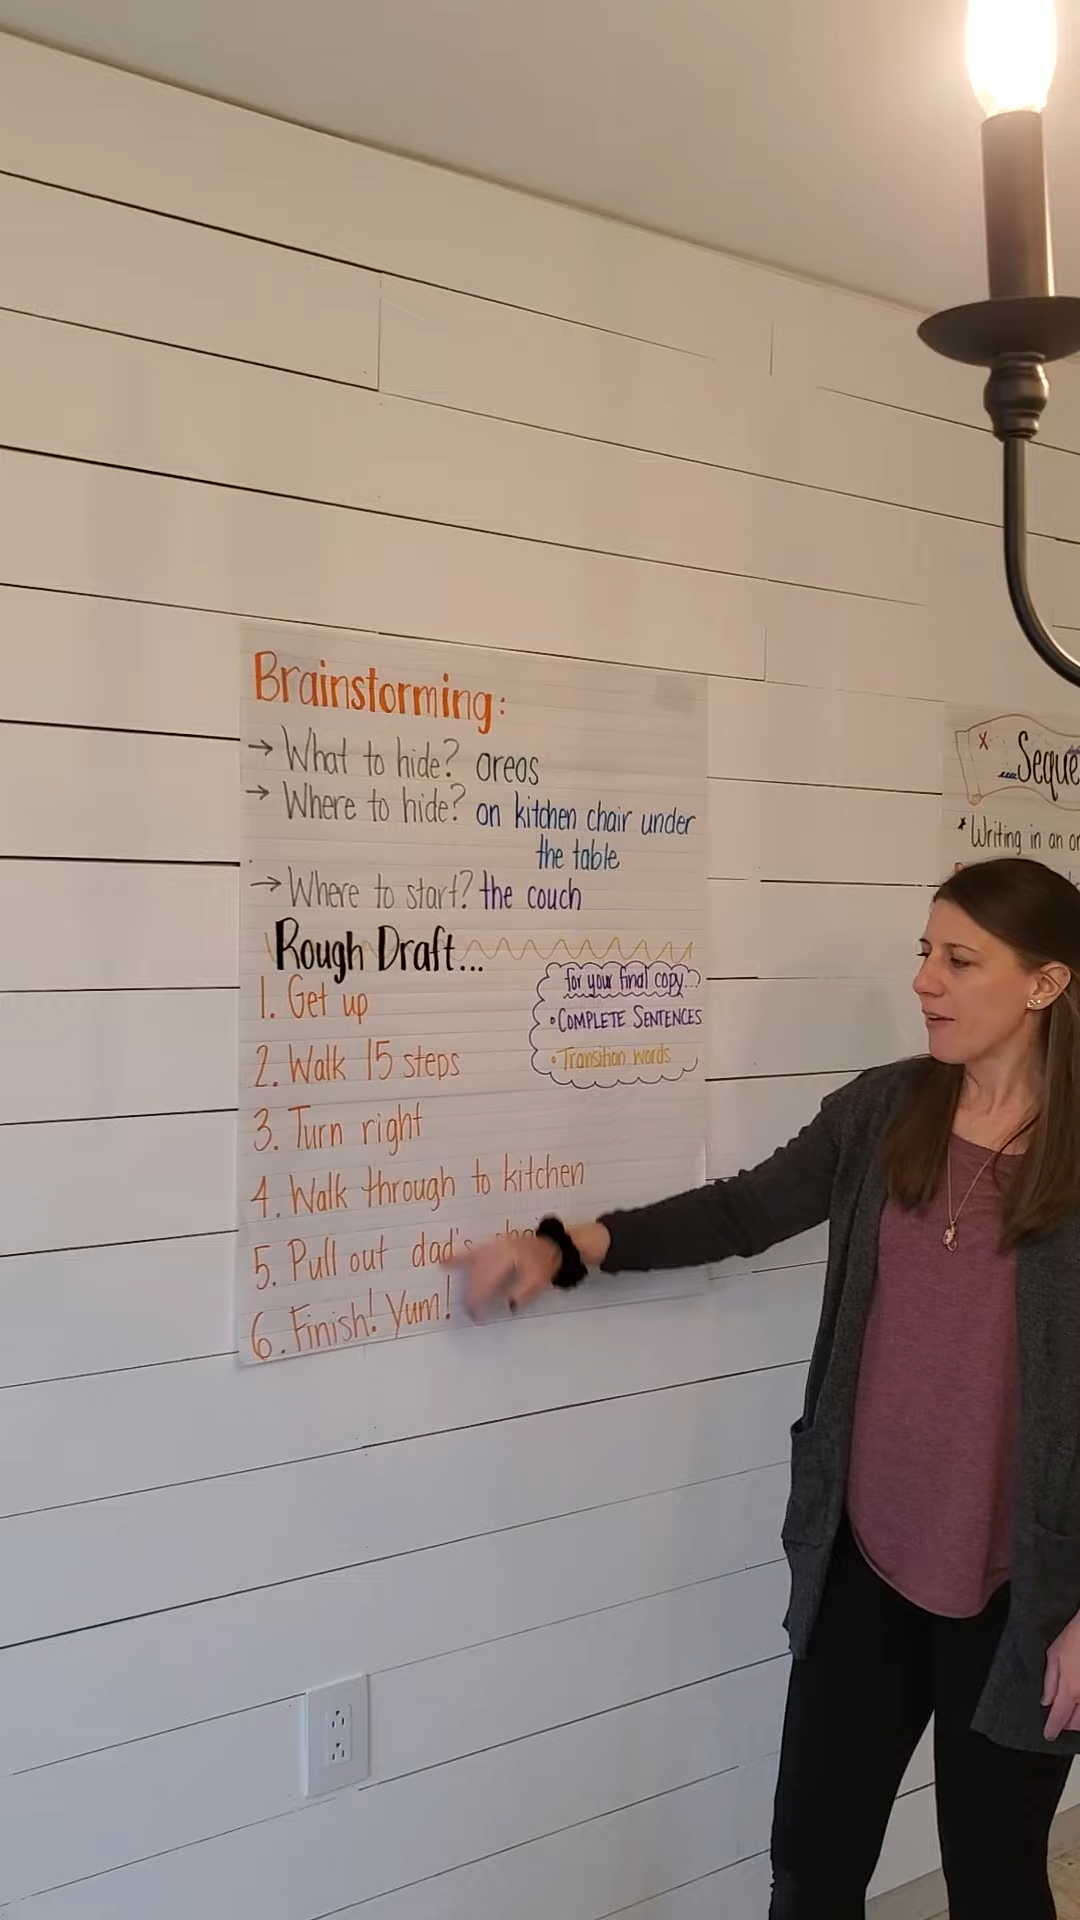 Brainstorming:
→ What to hide? oreos
→ Where to hide? on kitchen chair under
the table
→ Where to start? the couch
Rough Draft...
for your final copy...
• COMPLETE SENTENCES
• Transition words
1. Get up
2. Walk 15 steps
3. Turn right
4. Walk through to kitchen
5. Pull out dad's
6. Finish! Yum!
x
* Writing in an